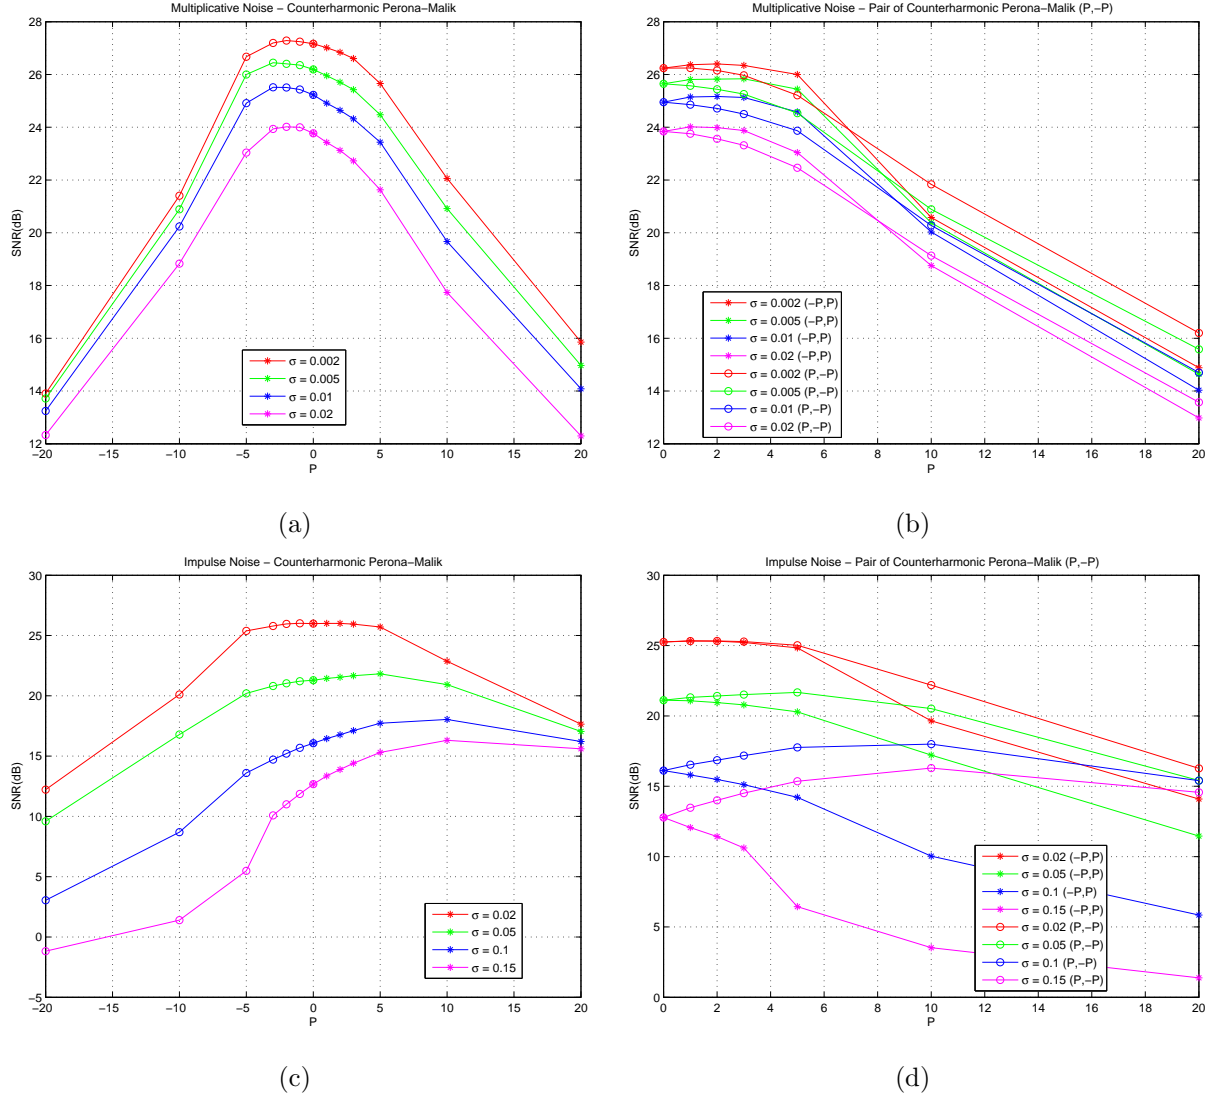 Multiplicative Noise − Counterharmonic Perona−Malik
28
26
24
22
20
18
16
14
12
SNR(dB)
−20 −15 −10 −5 0 5 10 15 20
P
σ = 0.002
σ = 0.005
σ = 0.01
σ = 0.02
(a)
Multiplicative Noise − Pair of Counterharmonic Perona−Malik (P,−P)
28
26
24
22
20
18
16
14
12
SNR(dB)
0 2 4 6 8 10 12 14 16 18 20
P
σ = 0.002 (−P,P)
σ = 0.005 (−P,P)
σ = 0.01 (−P,P)
σ = 0.02 (−P,P)
σ = 0.002 (P,−P)
σ = 0.005 (P,−P)
σ = 0.01 (P,−P)
σ = 0.02 (P,−P)
(b)
Impulse Noise − Counterharmonic Perona−Malik
30
25
20
15
10
5
0
−5
SNR(dB)
−20 −15 −10 −5 0 5 10 15 20
P
σ = 0.02
σ = 0.05
σ = 0.1
σ = 0.15
(c)
Impulse Noise − Pair of Counterharmonic Perona−Malik (P,−P)
30
25
20
15
10
5
0
SNR(dB)
0 2 4 6 8 10 12 14 16 18 20
P
σ = 0.02 (−P,P)
σ = 0.05 (−P,P)
σ = 0.1 (−P,P)
σ = 0.15 (−P,P)
σ = 0.02 (P,−P)
σ = 0.05 (P,−P)
σ = 0.1 (P,−P)
σ = 0.15 (P,−P)
(d)